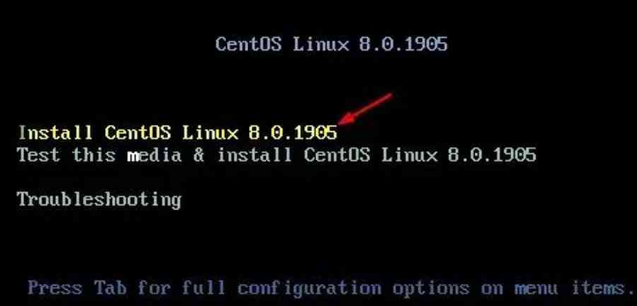 CentOS Linux 8.0.1905
Install CentOS Linux 8.0.1905
Test this media & install CentOS Linux 8.0.1905
Troubleshooting
Press Tab for full configuration options on menu items.